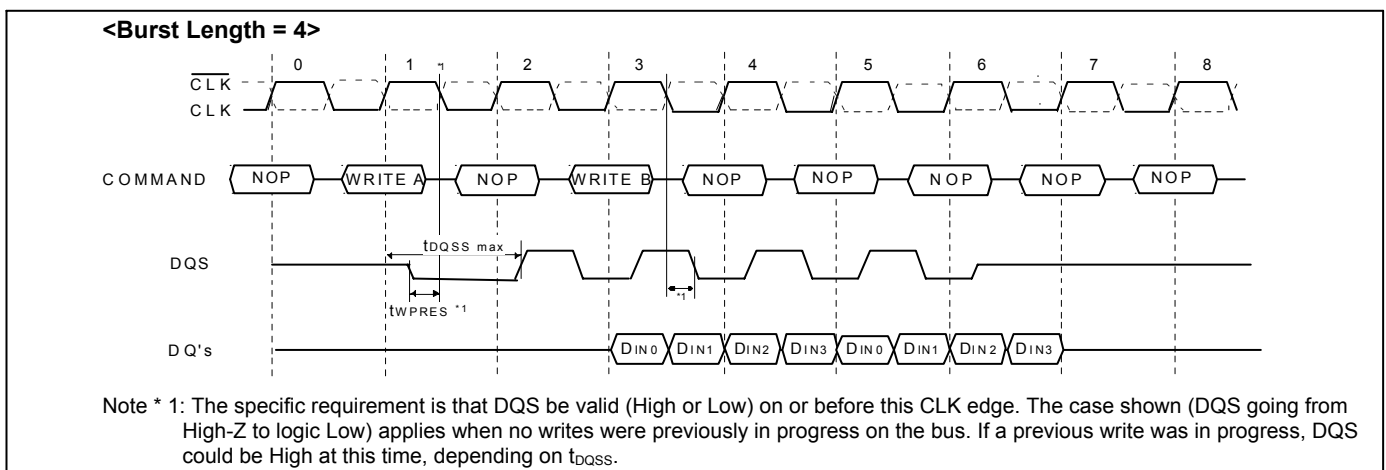 <Burst Length = 4>
0 1 *1 2 3 4 5 6 7 8
CLK
CLK
COMMAND NOP WRITE A NOP WRITE B NOP NOP NOP NOP NOP
tDQSS max
DQS
*1
tWPRES *1
DQ's DIN0 DIN1 DIN2 DIN3 DIN0 DIN1 DIN2 DIN3
Note * 1: The specific requirement is that DQS be valid (High or Low) on or before this CLK edge. The case shown (DQS going from
High-Z to logic Low) applies when no writes were previously in progress on the bus. If a previous write was in progress, DQS
could be High at this time, depending on tDQSS.